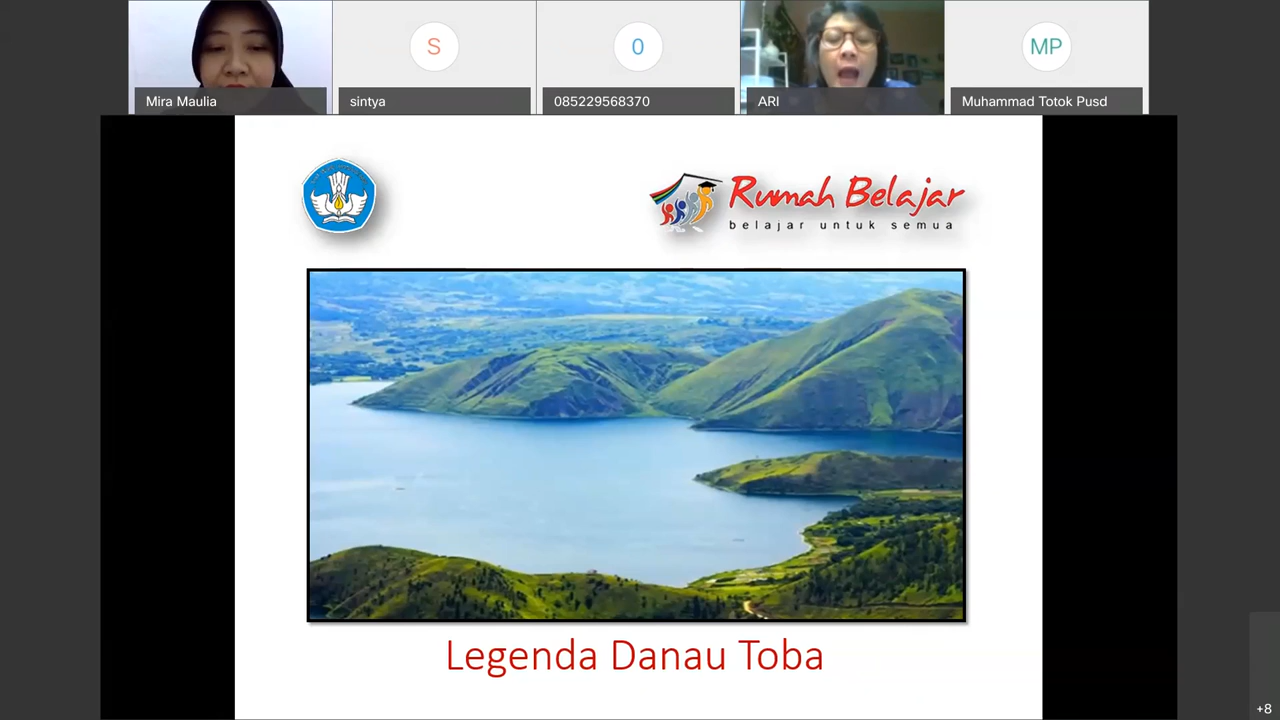 S
0
MP
Mira Maulia
sintya
085229568370
ARI
Muhammad Totok Pusd
Rumah Belajar
belajar untuk semua
Legenda Danau Toba
+8